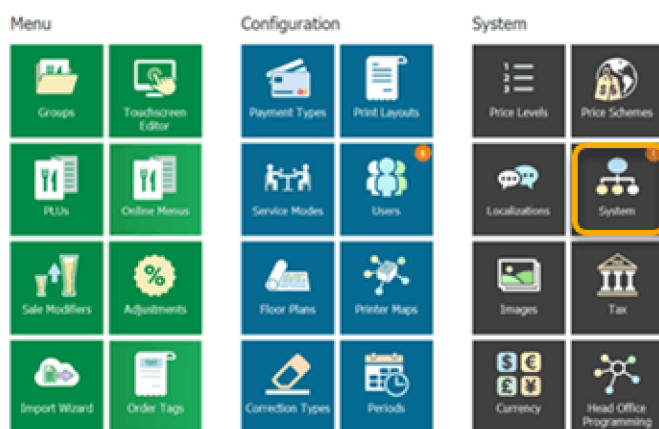 Menu
Configuration
System
Groups
Touchscreen
Editor
Payment Types
Print Layouts
Price Levels
Price Schemes
PLUs
Online Menus
Service Modes
Users
Localizations
System
Sale Modifiers
Adjustments
Floor Plans
Printer Maps
Images
Tax
Import Wizard
Order Tags
Correction Types
Periods
Currency
Head Office
Programming